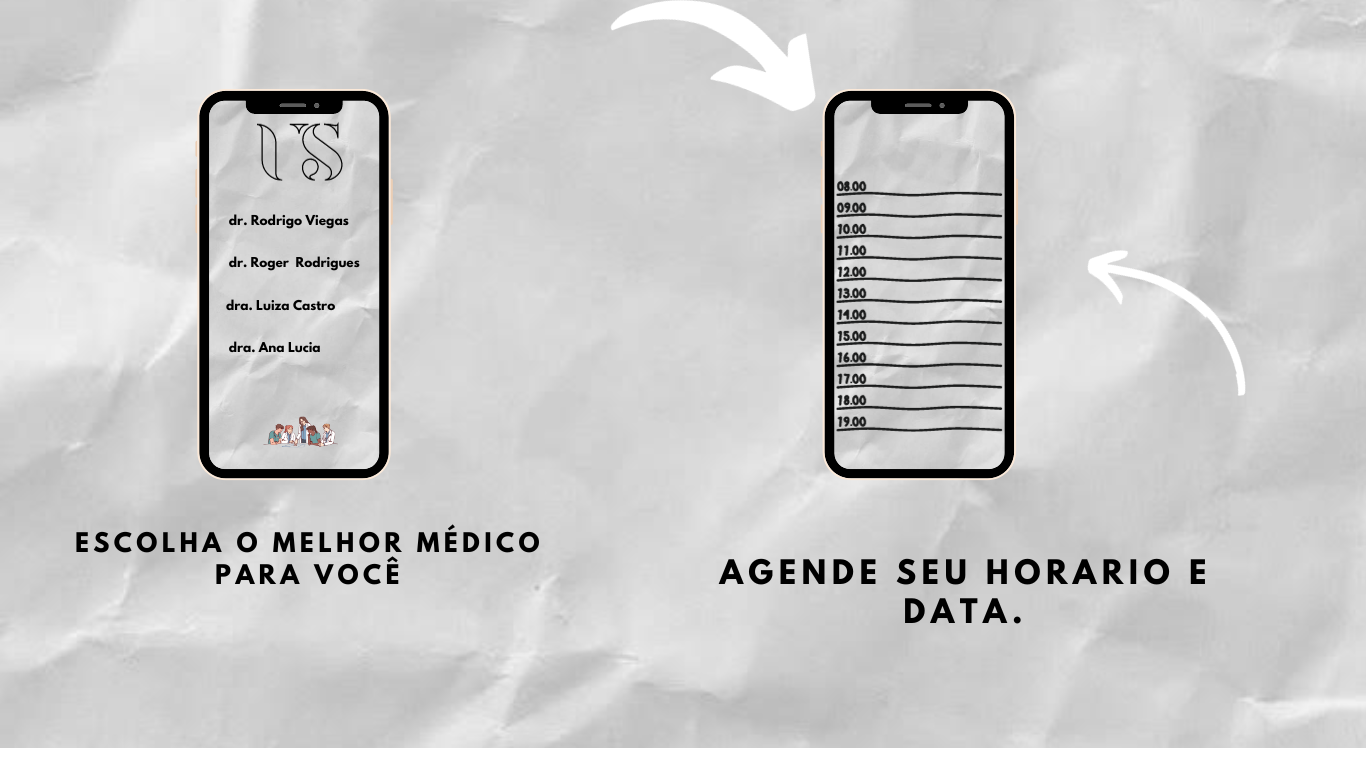 VS
dr. Rodrigo Viegas
dr. Roger  Rodrigues
dra. Luiza Castro
dra. Ana Lucia
ESCOLHA O MELHOR MÉDICO
PARA VOCÊ
08.00
09.00
10.00
11.00
12.00
13.00
14.00
15.00
16.00
17.00
18.00
19.00
AGENDE SEU HORARIO E
DATA.